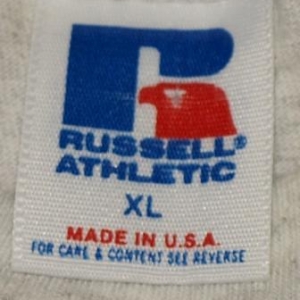 RUSSELL®
ATHLETIC
XL
MADE IN U.S.A.
FOR CARE & CONTENT SEE REVERSE